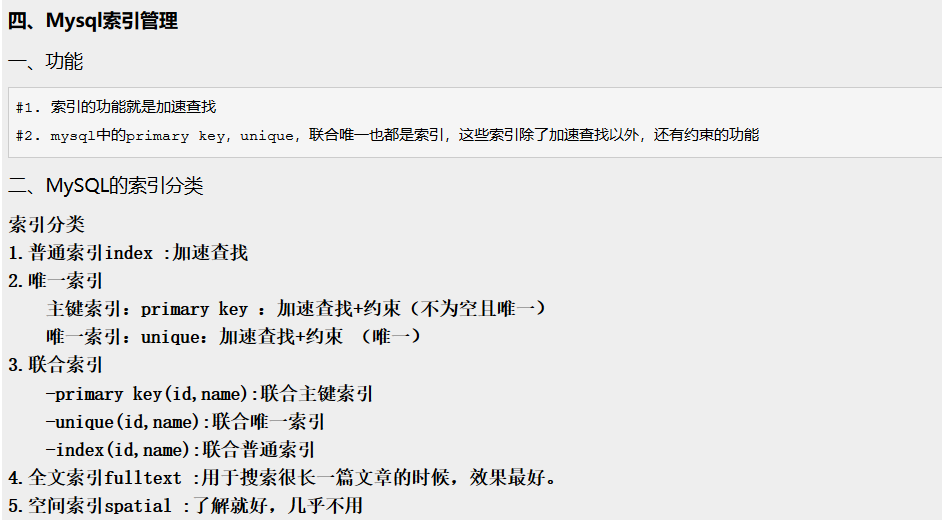 四、Mysql索引管理
一、功能
#1. 索引的功能就是加速查找
#2. mysql中的primary key，unique，联合唯一也都是索引，这些索引除了加速查找以外，还有约束的功能
二、MySQL的索引分类
索引分类
1.普通索引index :加速查找
2.唯一索引
主键索引：primary key ：加速查找+约束（不为空且唯一）
唯一索引：unique：加速查找+约束 （唯一）
3.联合索引
-primary key(id,name):联合主键索引
-unique(id,name):联合唯一索引
-index(id,name):联合普通索引
4.全文索引fulltext :用于搜索很长一篇文章的时候，效果最好。
5.空间索引spatial :了解就好，几乎不用